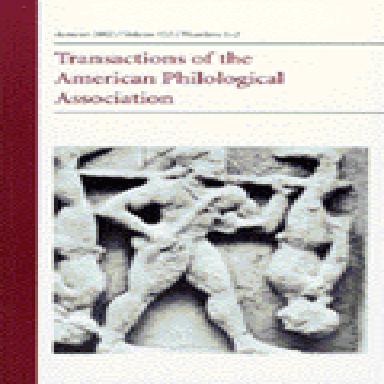 Transactions of the
American Philological
Association